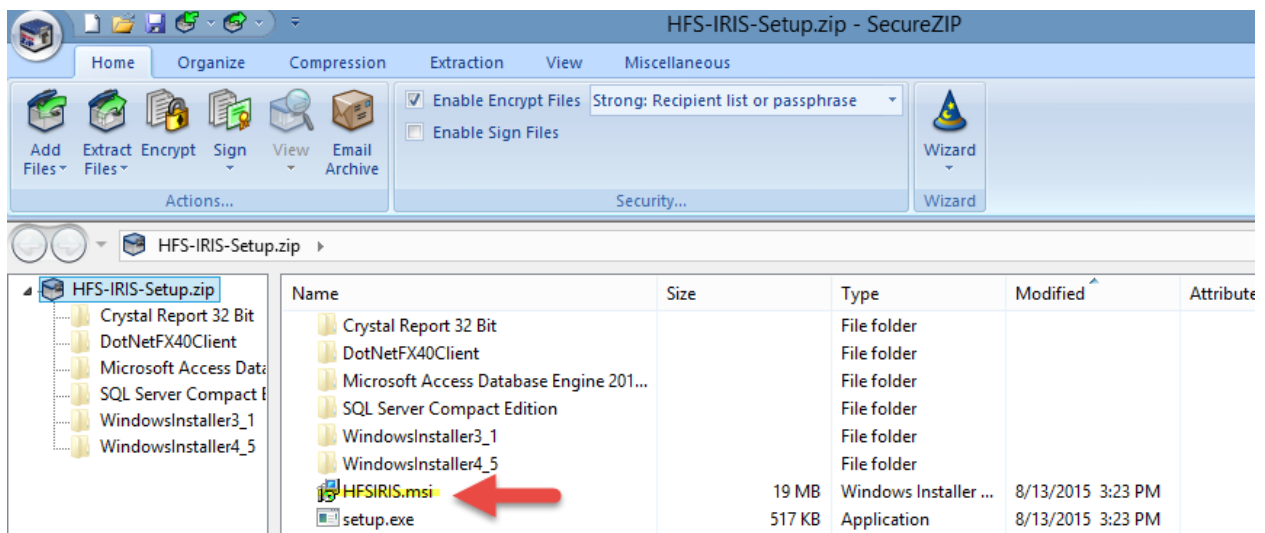 HFS-IRIS-Setup.zip - SecureZIP
Home Organize Compression Extraction View Miscellaneous
Add Files Extract Files Encrypt Sign View Email Archive
Enable Encrypt Files Strong: Recipient list or passphrase
Enable Sign Files
Wizard
Actions... Security... Wizard
HFS-IRIS-Setup.zip
HFS-IRIS-Setup.zip
Crystal Report 32 Bit
DotNetFX40Client
Microsoft Access Data
SQL Server Compact E
WindowsInstaller3_1
WindowsInstaller4_5
Name Size Type Modified Attribute
Crystal Report 32 Bit File folder
DotNetFX40Client File folder
Microsoft Access Database Engine 201... File folder
SQL Server Compact Edition File folder
WindowsInstaller3_1 File folder
WindowsInstaller4_5 File folder
HFSIRIS.msi 19 MB Windows Installer ... 8/13/2015 3:23 PM
setup.exe 517 KB Application 8/13/2015 3:23 PM